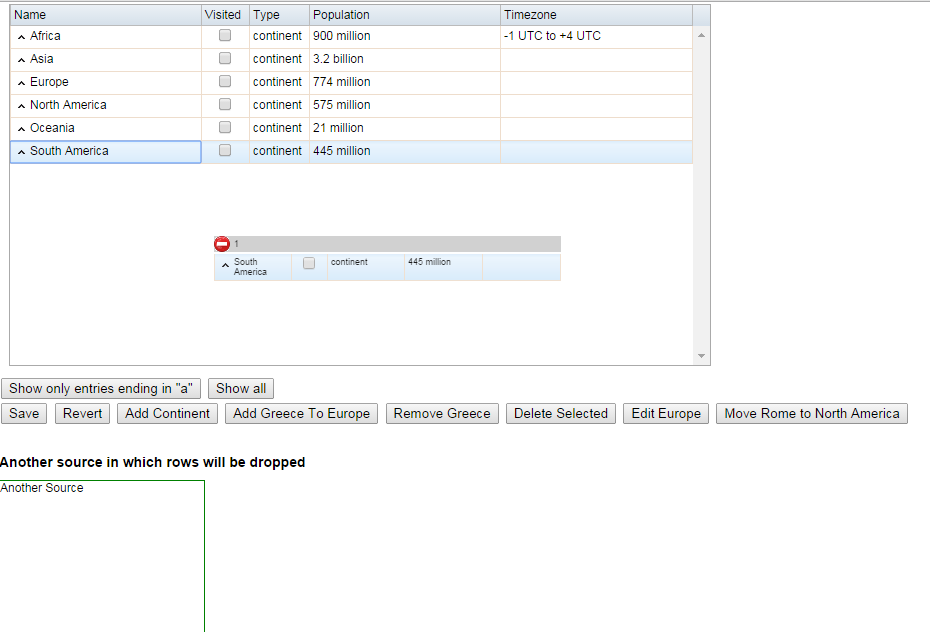 Name Visited Type Population Timezone
Africa continent 900 million -1 UTC to +4 UTC
Asia continent 3.2 billion
Europe continent 774 million
North America continent 575 million
Oceania continent 21 million
South America continent 445 million
1
South America continent 445 million
Show only entries ending in "a" Show all
Save Revert Add Continent Add Greece To Europe Remove Greece Delete Selected Edit Europe Move Rome to North America
Another source in which rows will be dropped
Another Source